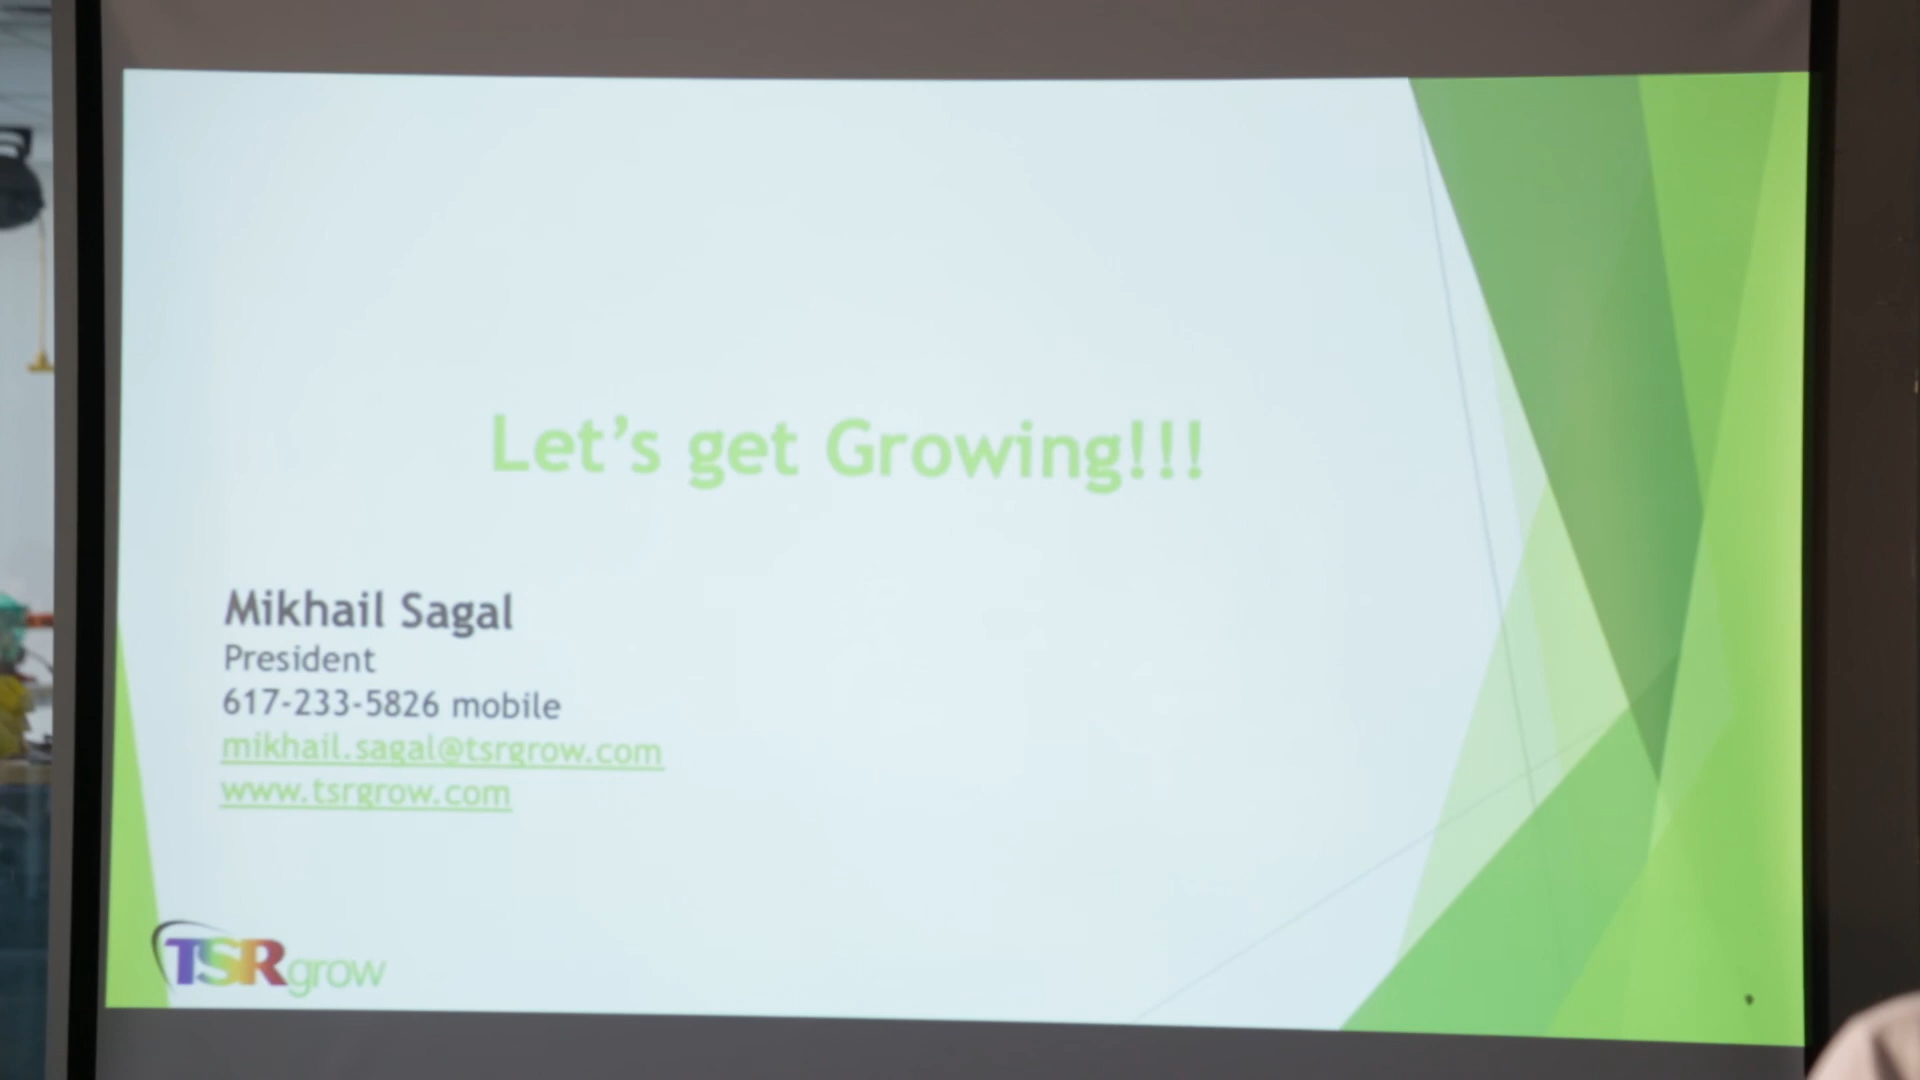 Let's get Growing!!!
Mikhail Sagal
President
617-233-5826 mobile
mikhail.sagal@tsrgrow.com
www.tsrgrow.com
TSRgrow